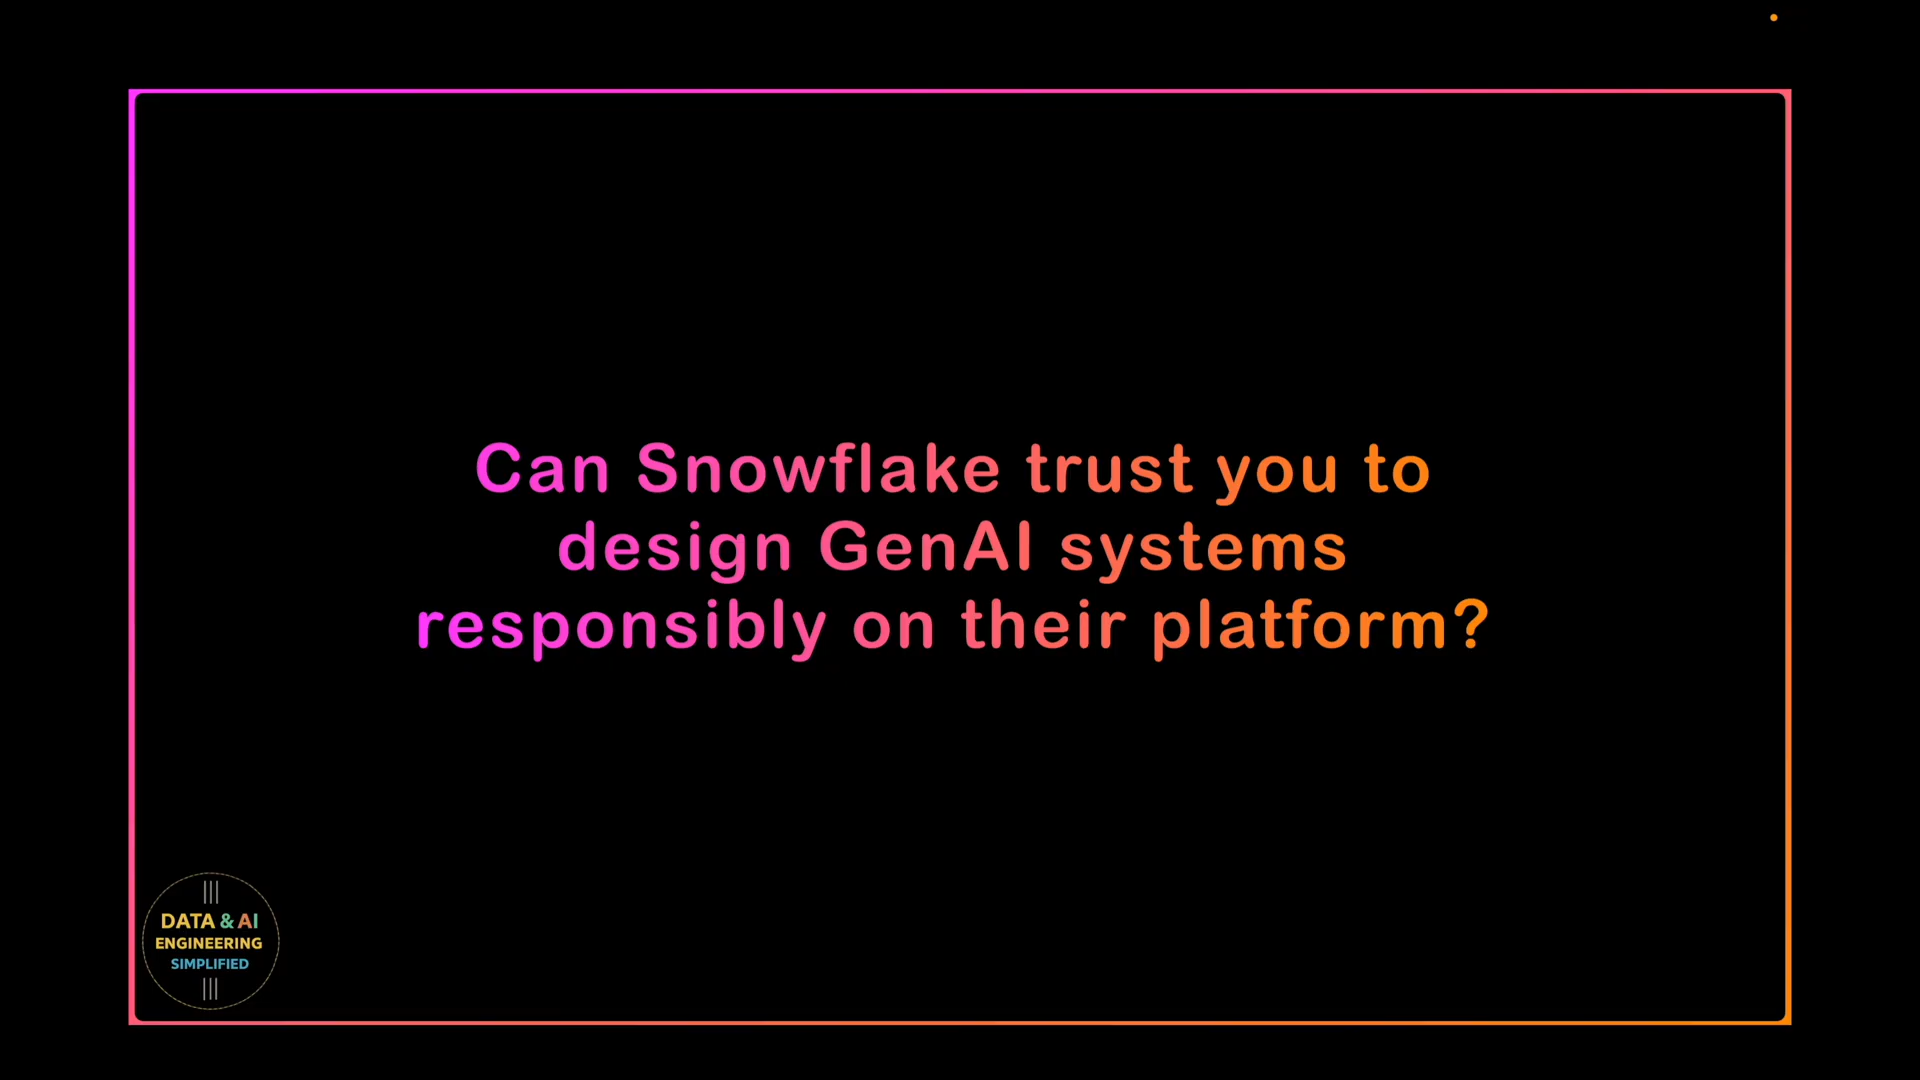 Can Snowflake trust you to
design GenAI systems
responsibly on their platform?
DATA & AI
ENGINEERING
SIMPLIFIED